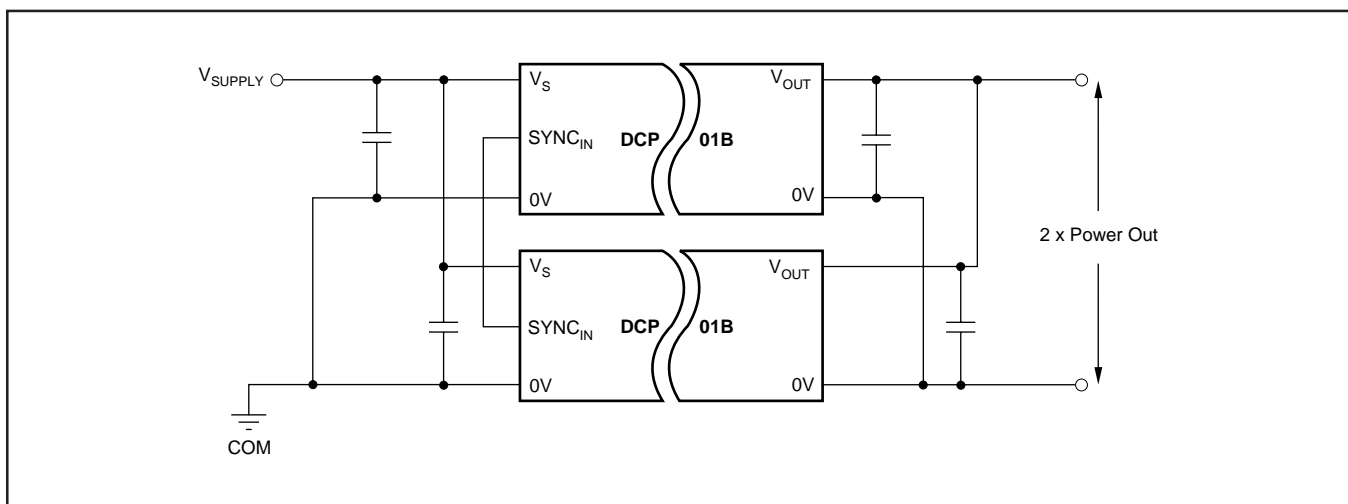 V_SUPPLY
V_S
SYNC_IN
0V
DCP 01B
V_OUT
0V
2 x Power Out
V_S
SYNC_IN
0V
DCP 01B
V_OUT
0V
COM